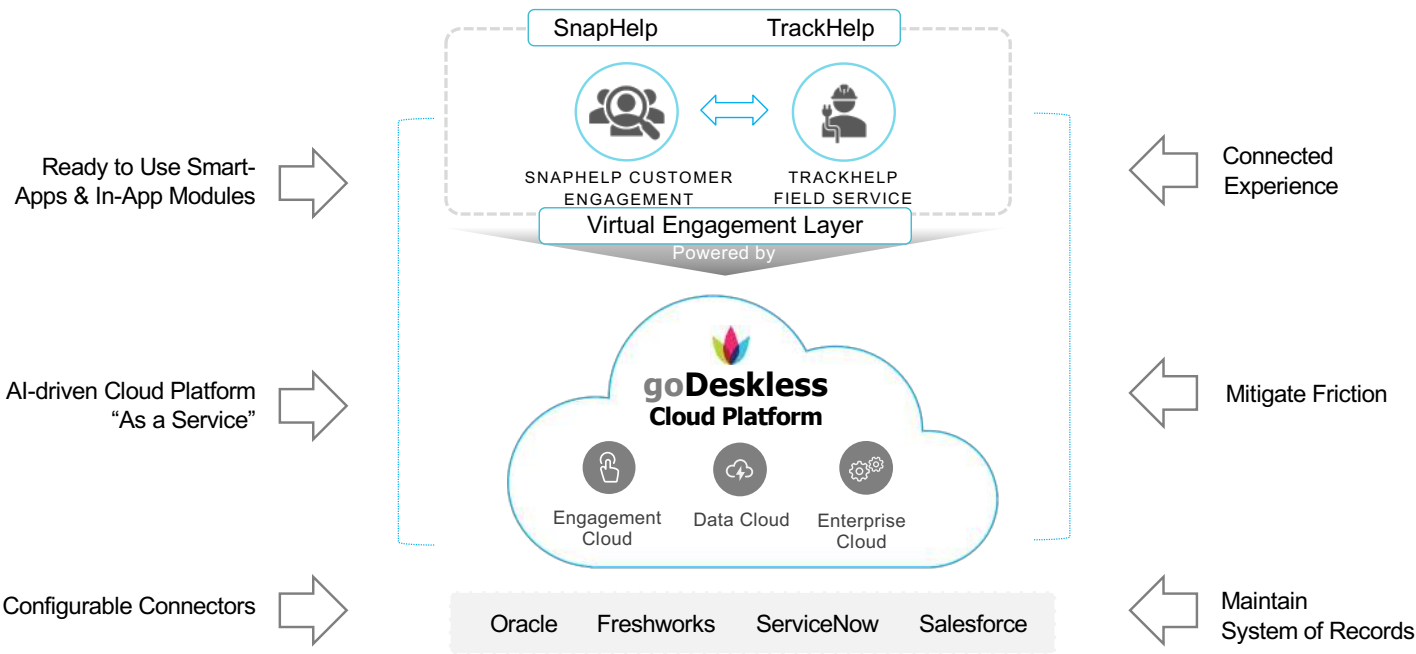 SnapHelp TrackHelp
SNAPHELP CUSTOMER
ENGAGEMENT
TRACKHELP
FIELD SERVICE
Virtual Engagement Layer
Powered by
Ready to Use Smart-
Apps & In-App Modules
Connected
Experience
goDeskless
Cloud Platform
AI-driven Cloud Platform
“As a Service”
Mitigate Friction
Engagement
Cloud
Data Cloud
Enterprise
Cloud
Configurable Connectors
Oracle Freshworks ServiceNow Salesforce
Maintain
System of Records